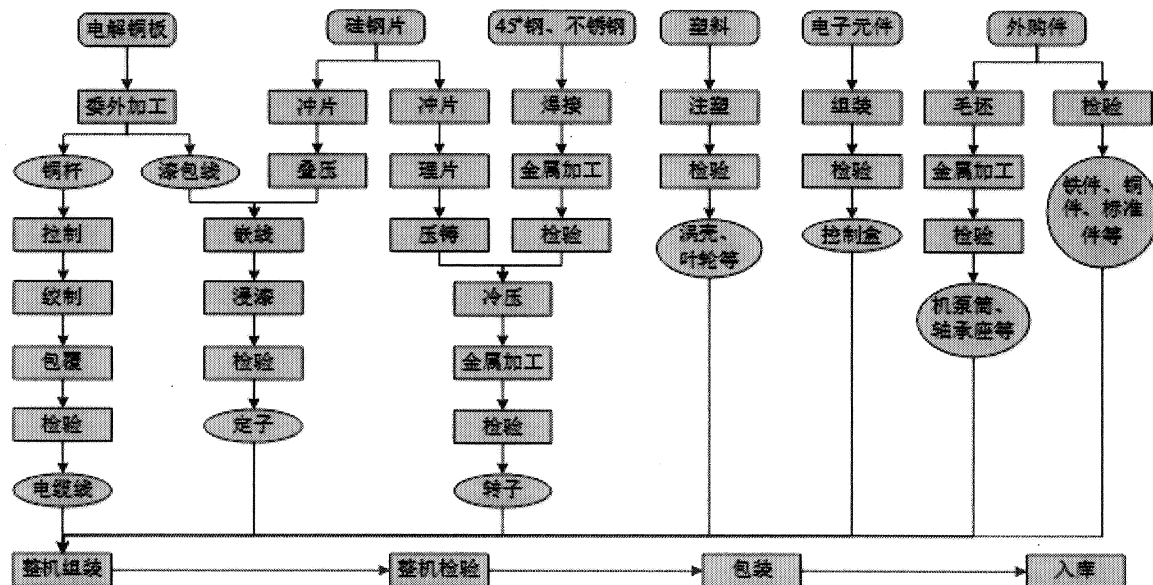 电解铜板
硅钢片
45#钢、不锈钢
塑料
电子元件
外购件
委外加工
冲片
冲片
焊接
注塑
组装
毛坯
检验
铜杆
漆包线
叠压
理片
金属加工
检验
检验
金属加工
铁件、铜
件、标准
件等
拉制
嵌线
压铸
检验
涡壳、
叶轮等
控制盒
检验
绞制
浸漆
冷压
机泵筒、
轴承座等
包覆
检验
金属加工
检验
定子
检验
电缆线
转子
整机组装
整机检验
包装
入库